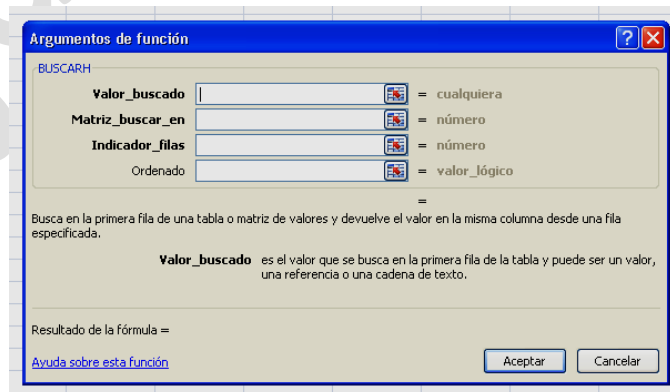 Argumentos de función
BUSCARH
Valor_buscado = cualquiera
Matriz_buscar_en = número
Indicador_filas = número
Ordenado = valor_lógico
=
Busca en la primera fila de una tabla o matriz de valores y devuelve el valor en la misma columna desde una fila
especificada.
Valor_buscado es el valor que se busca en la primera fila de la tabla y puede ser un valor,
una referencia o una cadena de texto.
Resultado de la fórmula =
Ayuda sobre esta función
Aceptar Cancelar